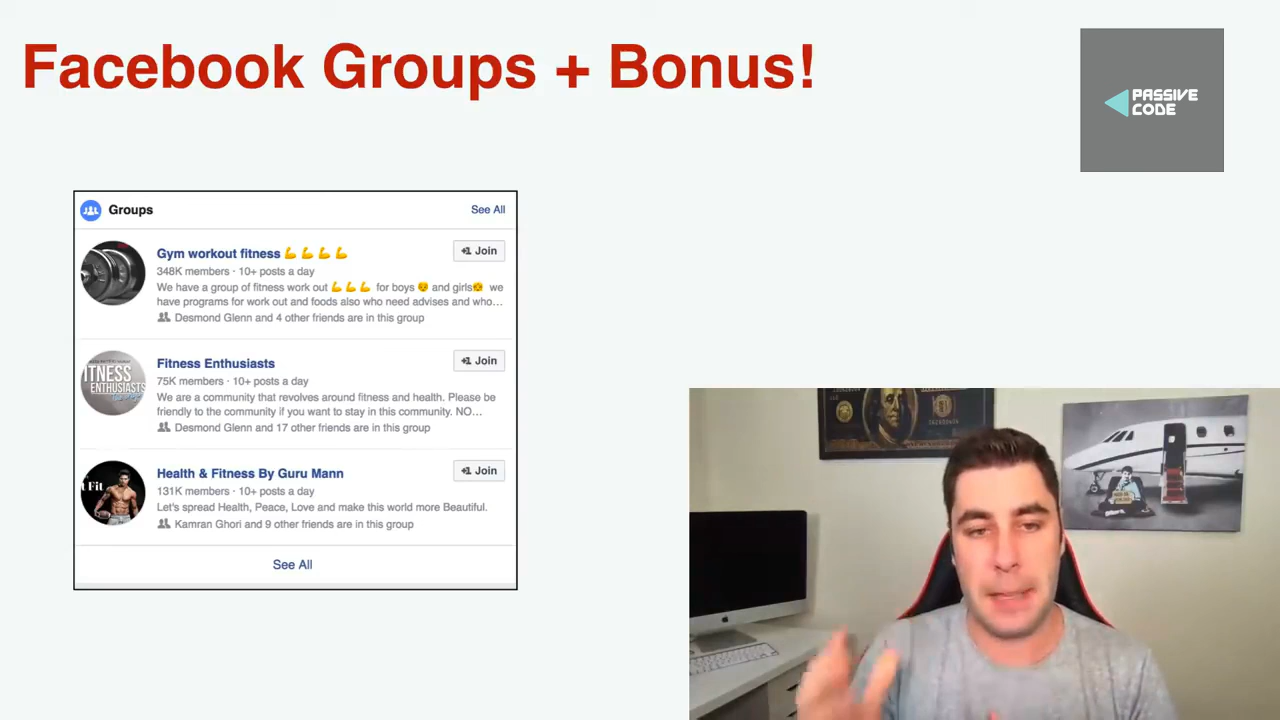 Facebook Groups + Bonus!
PASSIVE
CODE
Groups
See All
Gym workout fitness 💪 💪 💪 💪
+1 Join
348K members · 10+ posts a day
We have a group of fitness work out 💪 💪 💪 for boys and girls we
have programs for work out and foods also who need advises and who...
Desmond Glenn and 4 other friends are in this group
Fitness Enthusiasts
+1 Join
75K members · 10+ posts a day
We are a community that revolves around fitness and health. Please be
friendly to the community if you want to stay in this community. NO...
Desmond Glenn and 17 other friends are in this group
ITNESS
ENTHUSIASTS
Health & Fitness By Guru Mann
+1 Join
131K members · 10+ posts a day
Let's spread Health, Peace, Love and make this world more Beautiful.
Kamran Ghori and 9 other friends are in this group
t Fit
See All